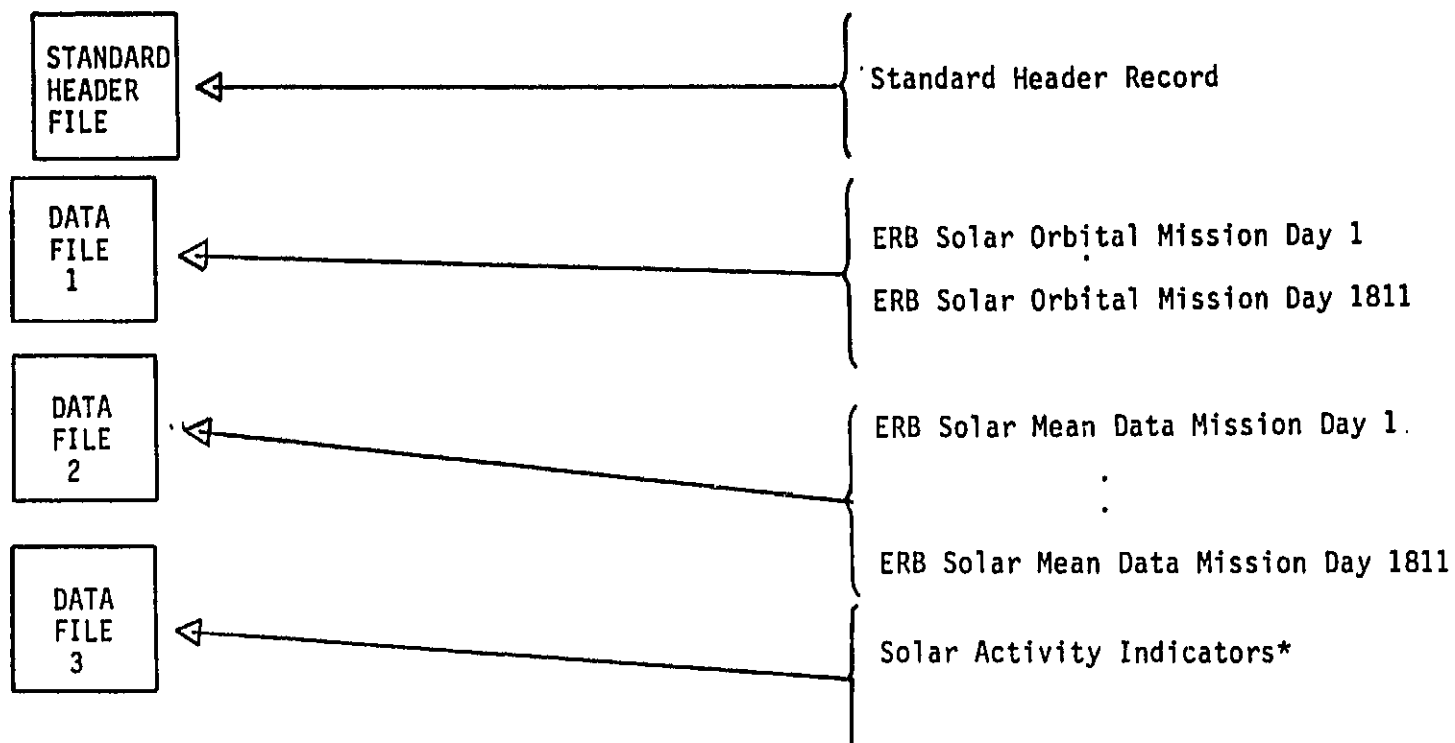 STANDARD
HEADER
FILE
Standard Header Record
DATA
FILE
1
ERB Solar Orbital Mission Day 1
.
ERB Solar Orbital Mission Day 1811
DATA
FILE
2
ERB Solar Mean Data Mission Day 1.
.
.
ERB Solar Mean Data Mission Day 1811
DATA
FILE
3
Solar Activity Indicators*